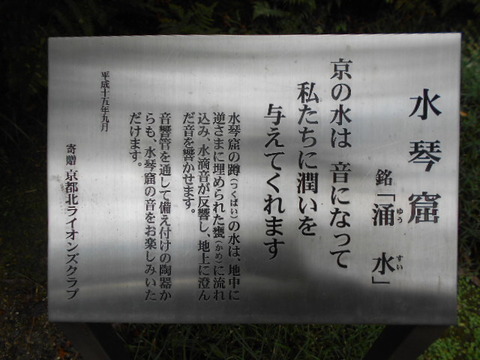 水琴窟
銘「涌水」
ゆう すい
京の水は 音になって
私たちに潤いを
与えてくれます
水琴窟の蹲(つくばい)の水は、地中に
逆さまに埋められた甕(かめ)に流れ
込み、水滴音が反響し、地上に澄ん
だ音を響かせます。
音響管を通して備え付けの陶器か
らも、水琴窟の音をお楽しみいた
だけます。
平成十五年九月
寄贈 京都北ライオンズクラブ